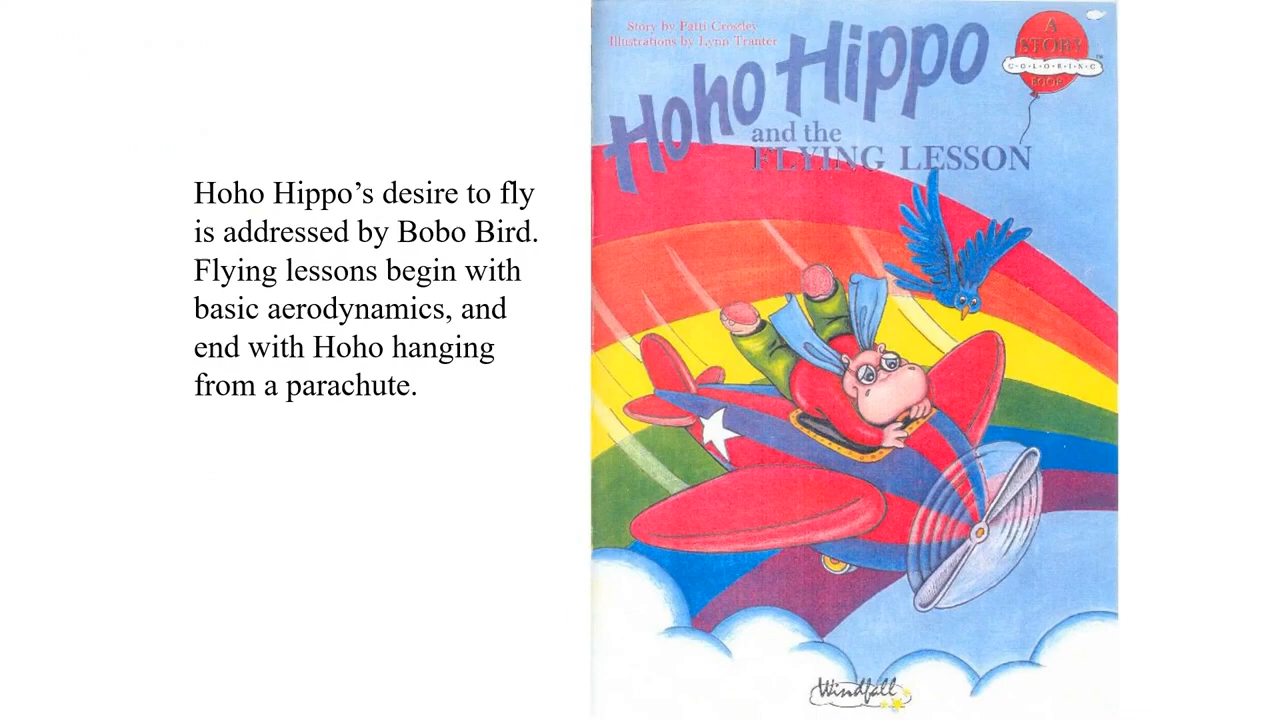 Hoho Hippo’s desire to fly
is addressed by Bobo Bird.
Flying lessons begin with
basic aerodynamics, and
end with Hoho hanging
from a parachute.
Story by Patti Crossley
Illustrations by Lynn Tranter
Hoho Hippo
and the
FLYING LESSON
A
STORY
C•O•L•O•R•I•N•G
BOOK
Windfall